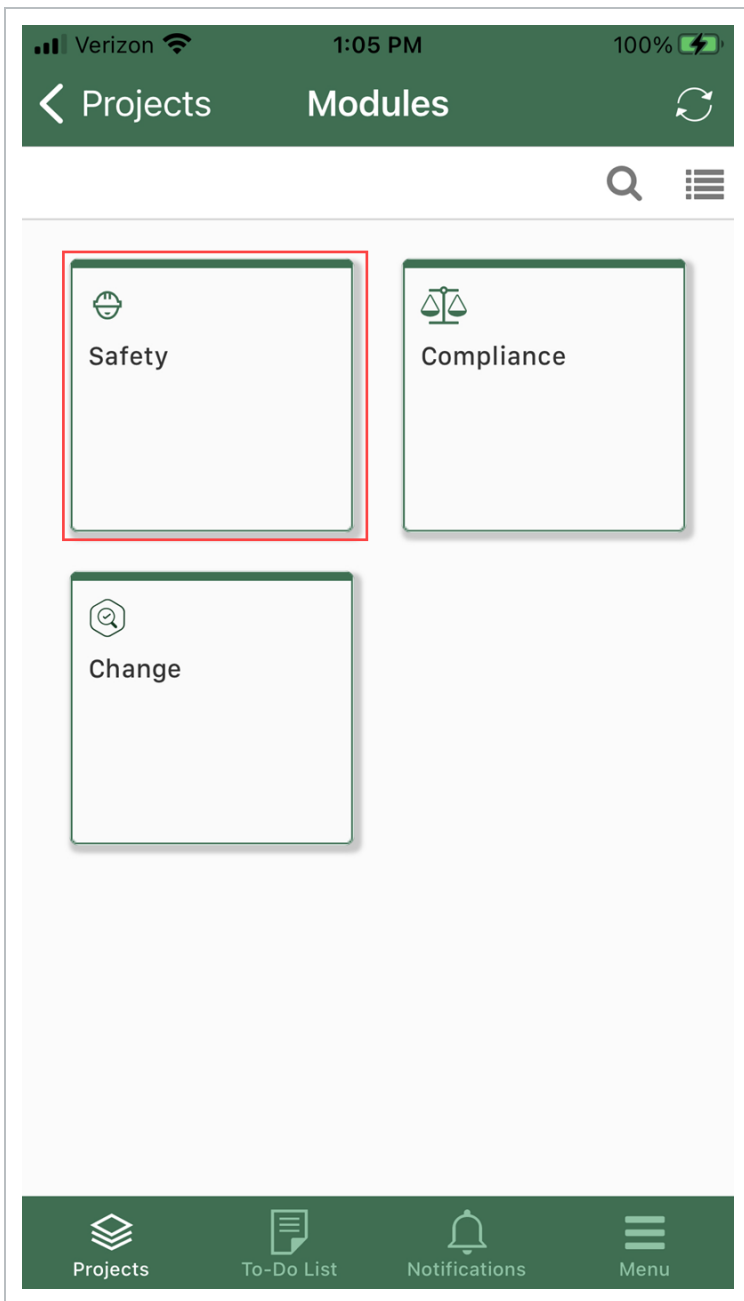 Verizon 1:05 PM 100%
Projects Modules
Safety Compliance
Change
Projects To-Do List Notifications Menu